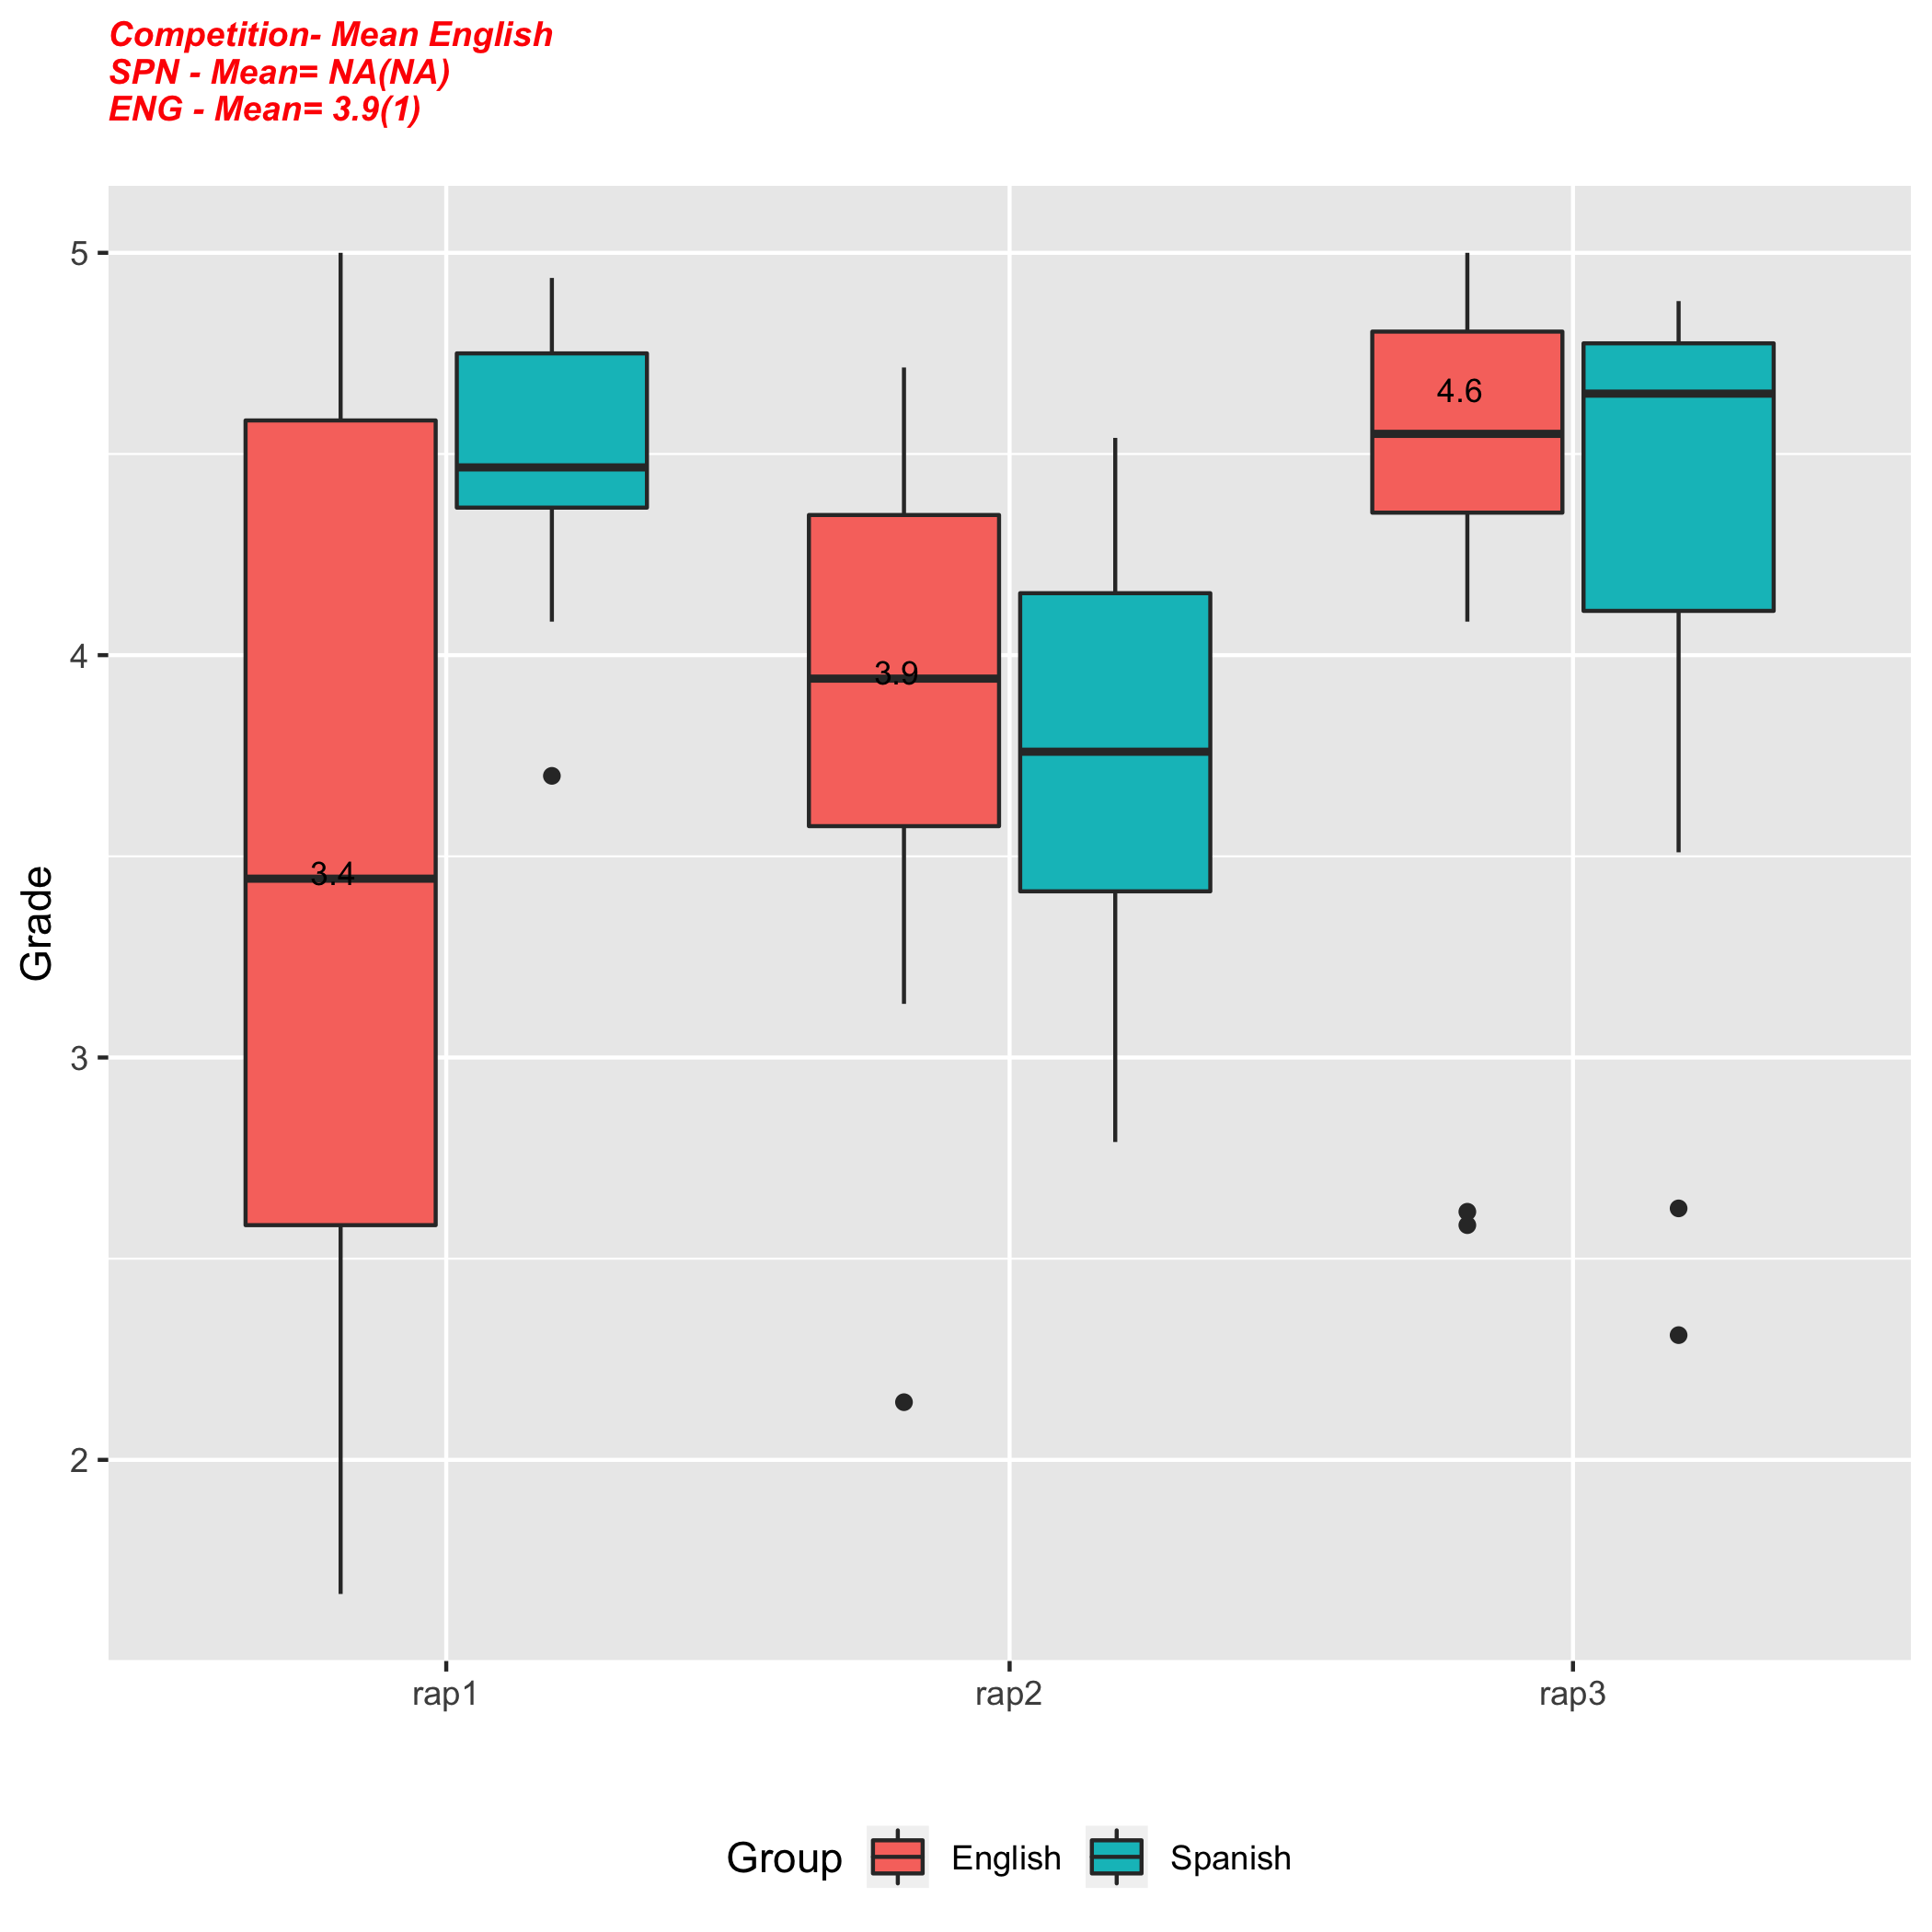 Competition- Mean English
SPN - Mean= NA(NA)
ENG - Mean= 3.9(1)
5
4.6
4
3.9
3.4
Grade
3
2
rap1 rap2 rap3
Group English Spanish